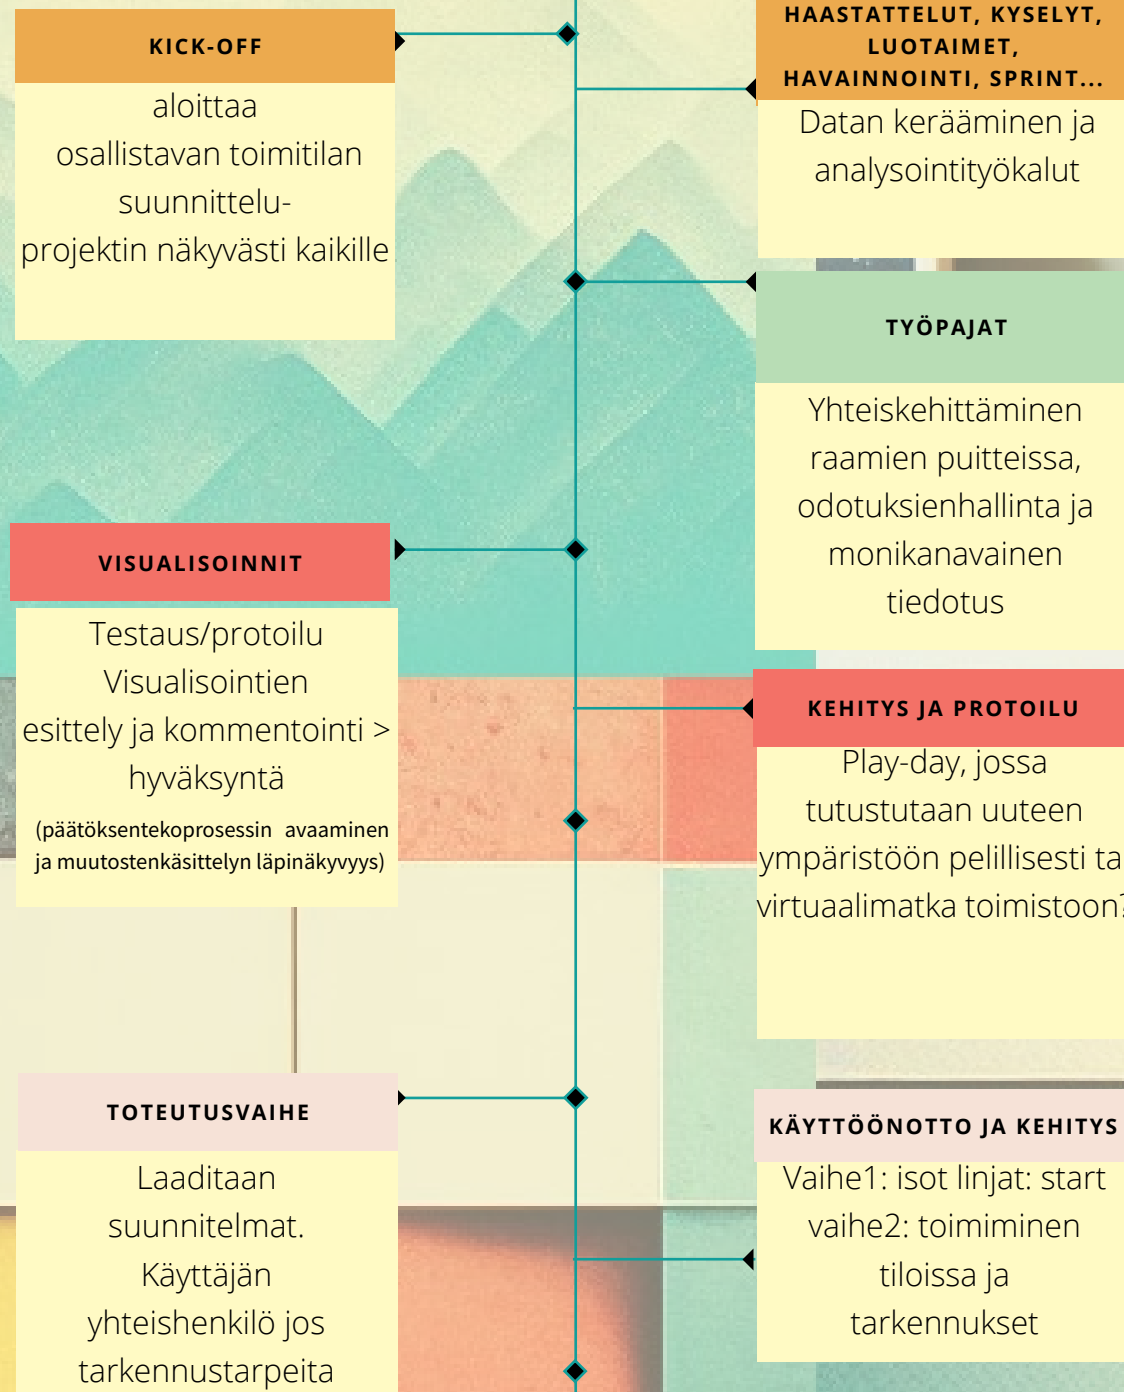 KICK-OFF
aloittaa
osallistavan toimitilan
suunnittelu-
projektin näkyvästi kaikille
HAASTATTELUT, KYSELYT,
LUOTAIMET,
HAVAINNOINTI, SPRINT...
Datan kerääminen ja
analysointityökalut
TYÖPAJAT
Yhteiskehittäminen
raamien puitteissa,
odotuksienhallinta ja
monikanavainen
tiedotus
VISUALISOINNIT
Testaus/protoilu
Visualisointien
esittely ja kommentointi >
hyväksyntä
(päätöksentekoprosessin avaaminen
ja muutostenkäsittelyn läpinäkyvyys)
KEHITYS JA PROTOILU
Play-day, jossa
tutustutaan uuteen
ympäristöön pelillisesti ta
virtuaalimatka toimistoon?
TOTEUTUSVAIHE
Laaditaan
suunnitelmat.
Käyttäjän
yhteishenkilö jos
tarkennustarpeita
KÄYTTÖÖNOTTO JA KEHITYS
Vaihe1: isot linjat: start
vaihe2: toimiminen
tiloissa ja
tarkennukset